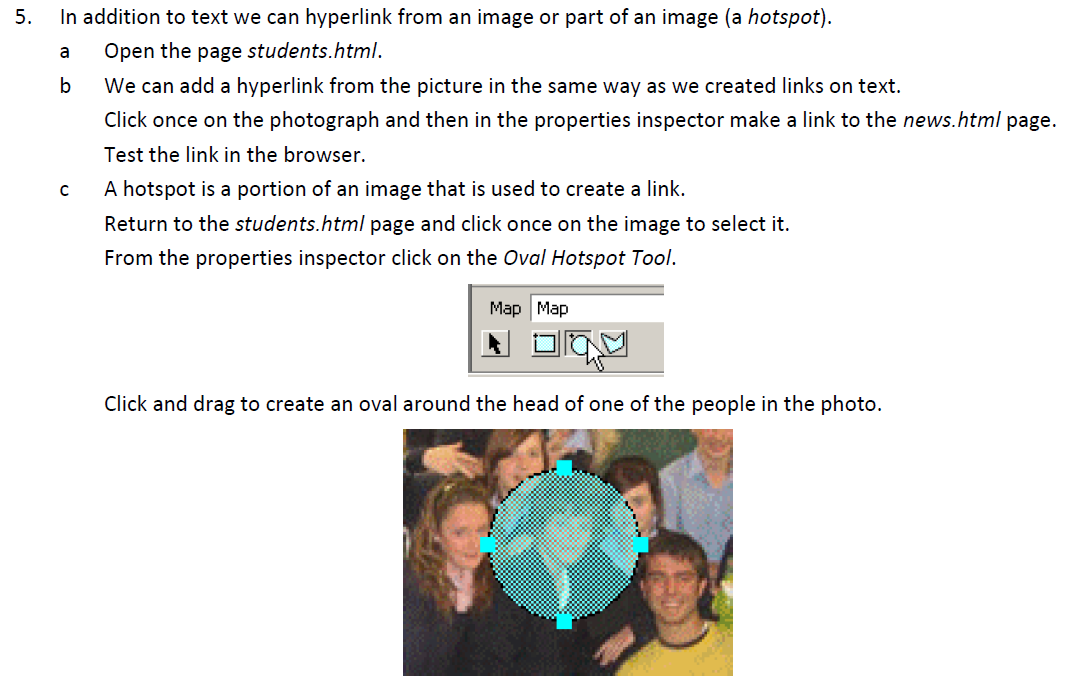 5. In addition to text we can hyperlink from an image or part of an image (a hotspot).
a Open the page students.html.
b We can add a hyperlink from the picture in the same way as we created links on text.
Click once on the photograph and then in the properties inspector make a link to the news.html page.
Test the link in the browser.
c A hotspot is a portion of an image that is used to create a link.
Return to the students.html page and click once on the image to select it.
From the properties inspector click on the Oval Hotspot Tool.
Map Map
Click and drag to create an oval around the head of one of the people in the photo.